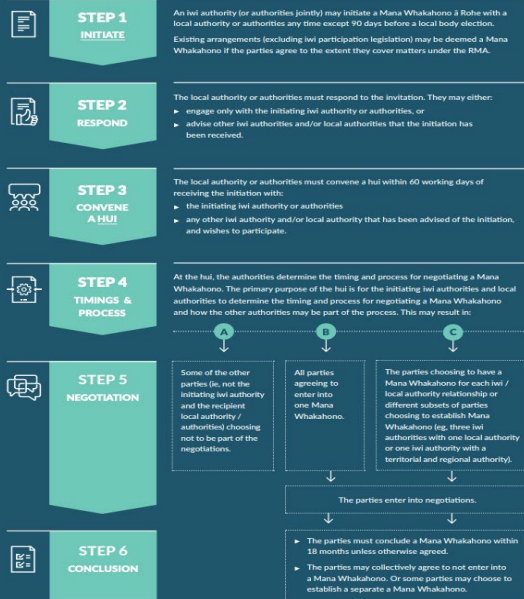 STEP 1
INITIATE
An iwi authority (or authorities jointly) may initiate a Mana Whakahono ā Rohe with a
local authority or authorities any time except 90 days before a local body election.
Existing arrangements (excluding iwi participation legislation) may be deemed a Mana
Whakahono if the parties agree to the extent they cover matters under the RMA.
STEP 2
RESPOND
The local authority or authorities must respond to the invitation. They may either:
► engage only with the initiating iwi authority or authorities, or
► advise other iwi authorities and/or local authorities that the initiation has
been received.
STEP 3
CONVENE
A HUI
The local authority or authorities must convene a hui within 60 working days of
receiving the initiation with:
► the initiating iwi authority or authorities
► any other iwi authority and/or local authority that has been advised of the initiation,
and wishes to participate.
STEP 4
TIMINGS &
PROCESS
At the hui, the authorities determine the timing and process for negotiating a Mana
Whakahono. The primary purpose of the hui is for the initiating iwi authorities and local
authorities to determine the timing and process for negotiating a Mana Whakahono
and how the other authorities may be part of the process. This may result in:
A
B
C
STEP 5
NEGOTIATION
Some of the other
parties (ie, not the
initiating iwi authority
and the recipient
local authority /
authorities) choosing
not to be part of the
negotiations.
All parties
agreeing to
enter into
one Mana
Whakahono.
The parties choosing to have a
Mana Whakahono for each iwi /
local authority relationship or
different subsets of parties
choosing to establish Mana
Whakahono (eg, three iwi
authorities with one local authority
or one iwi authority with a
territorial and regional authority).
The parties enter into negotiations.
STEP 6
CONCLUSION
► The parties must conclude a Mana Whakahono within
18 months unless otherwise agreed.
► The parties may collectively agree to not enter into
a Mana Whakahono. Or some parties may choose to
establish a separate a Mana Whakahono.